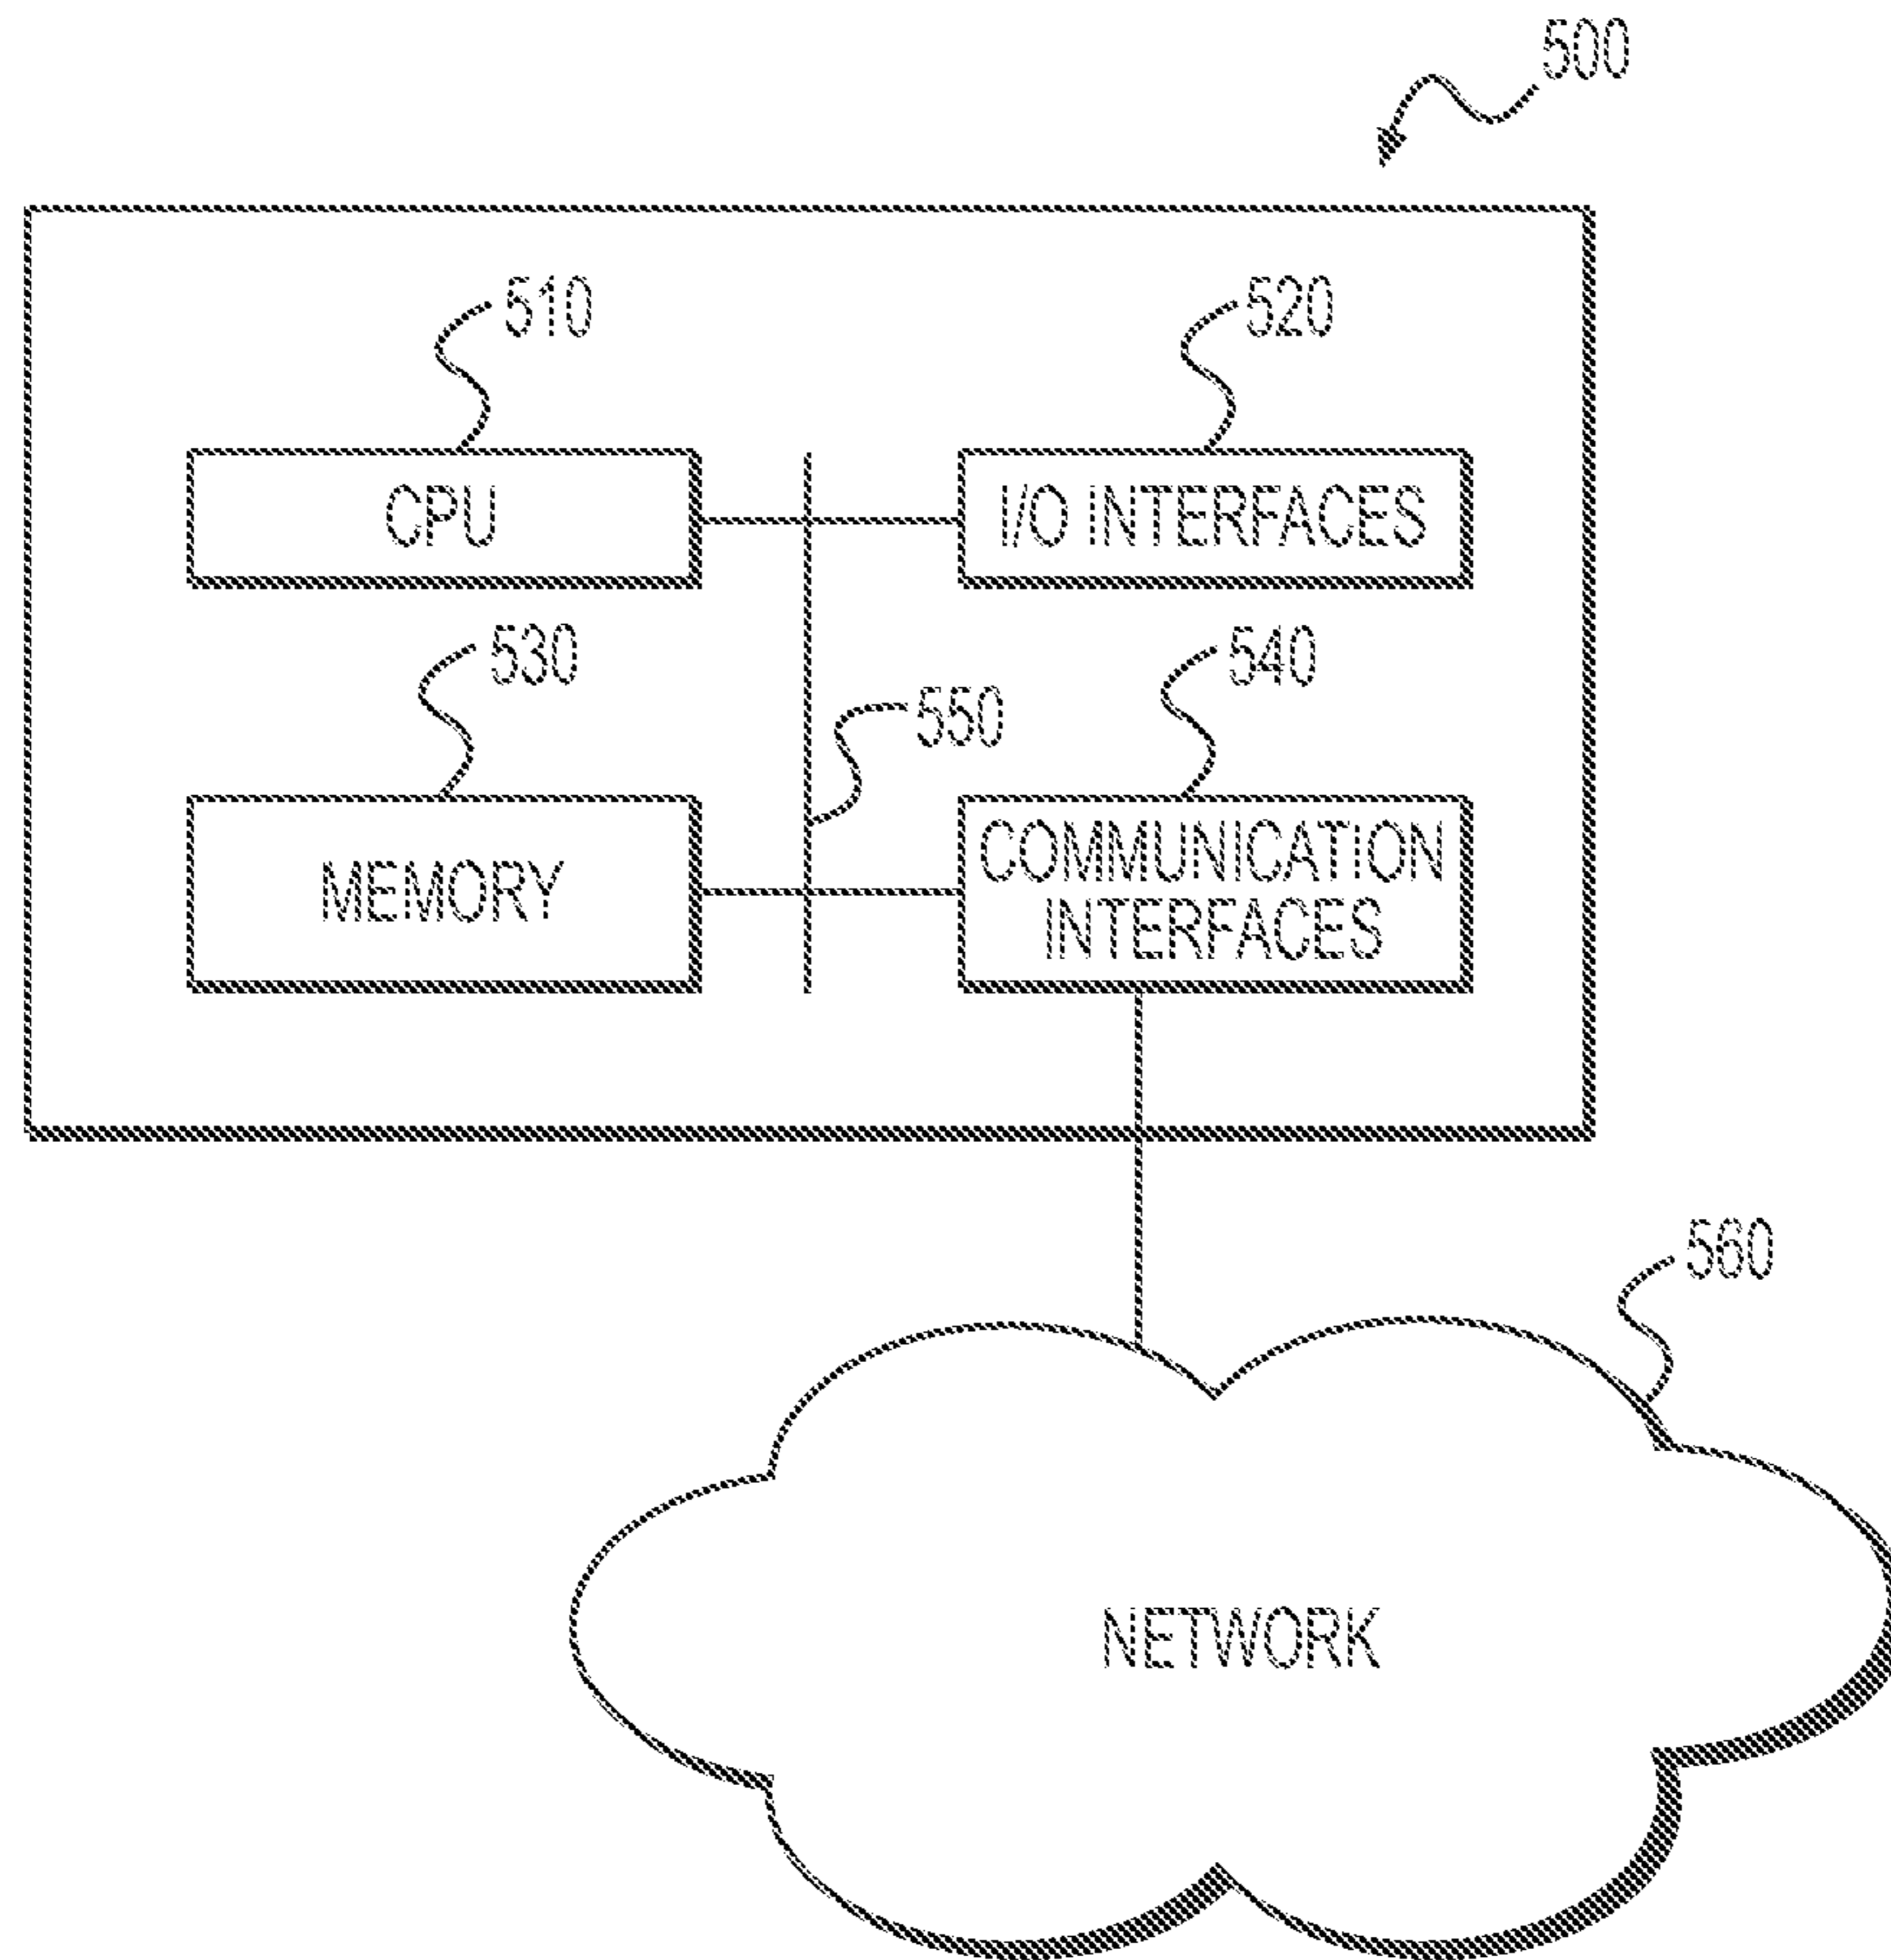 500
510
520
CPU
I/O INTERFACES
530
540
550
MEMORY
COMMUNICATION
INTERFACES
560
NETWORK